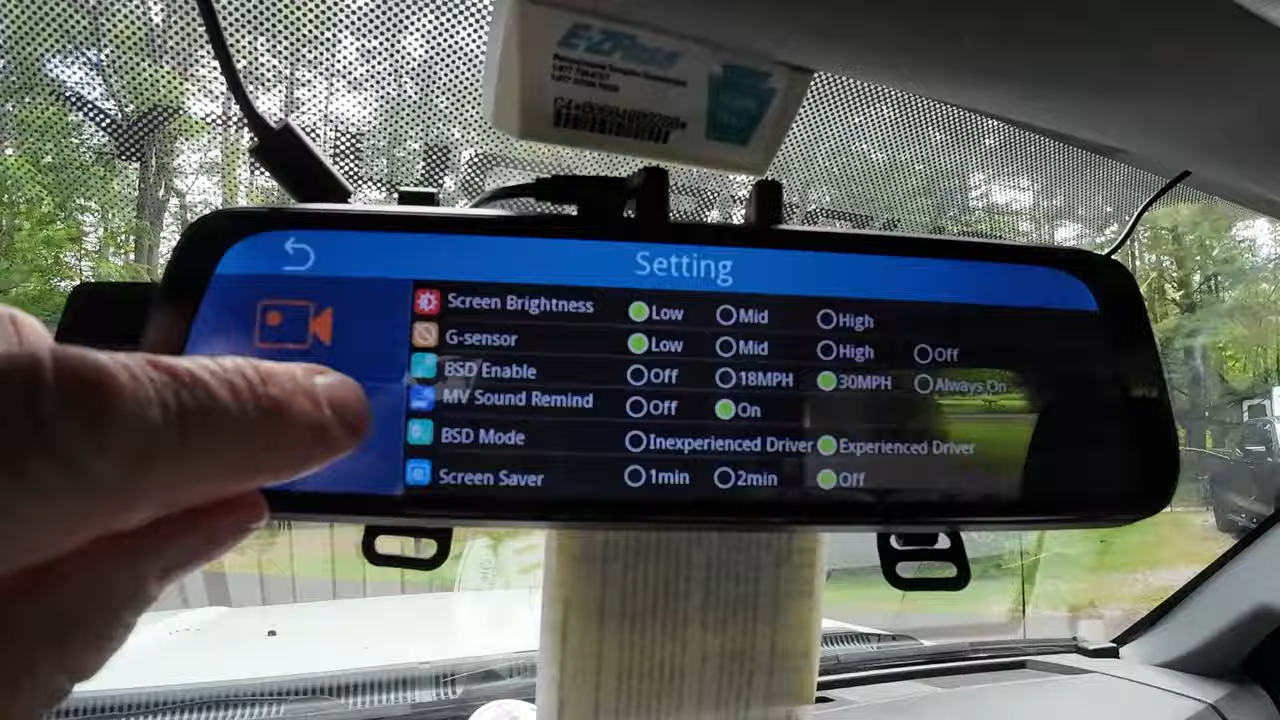 E-ZPass
Setting
Screen Brightness Low Mid High
G-sensor Low Mid High Off
BSD Enable Off 18MPH 30MPH Always On
MV Sound Remind Off On
BSD Mode Inexperienced Driver Experienced Driver
Screen Saver 1min 2min Off